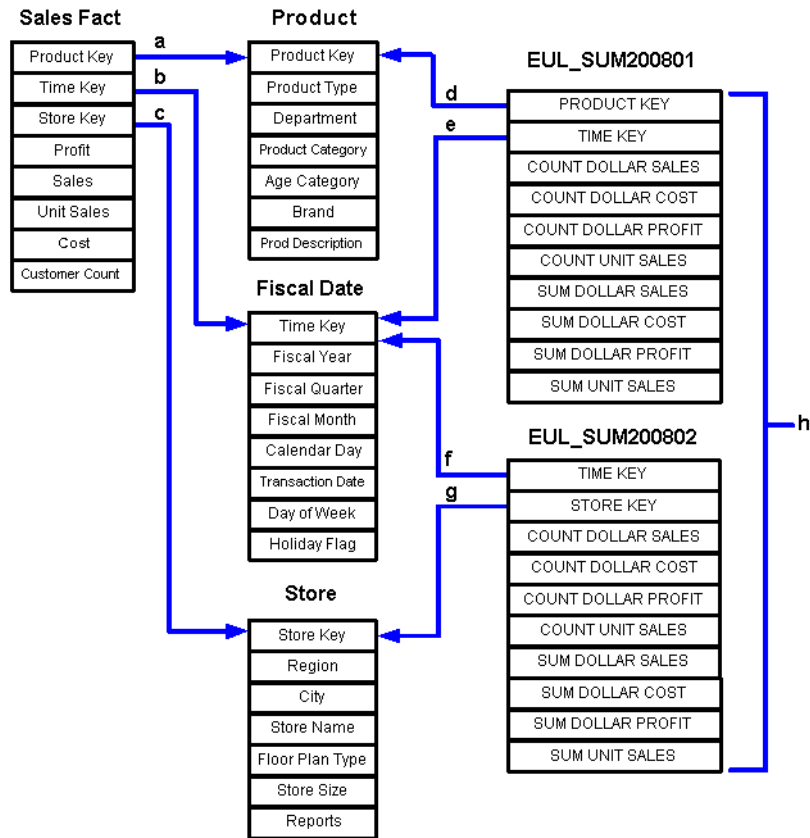 Sales Fact
Product Key
Time Key
Store Key
Profit
Sales
Unit Sales
Cost
Customer Count
a
b
c
Product
Product Key
Product Type
Department
Product Category
Age Category
Brand
Prod Description
Fiscal Date
Time Key
Fiscal Year
Fiscal Quarter
Fiscal Month
Calendar Day
Transaction Date
Day of Week
Holiday Flag
Store
Store Key
Region
City
Store Name
Floor Plan Type
Store Size
Reports
d
e
f
g
EUL_SUM200801
PRODUCT KEY
TIME KEY
COUNT DOLLAR SALES
COUNT DOLLAR COST
COUNT DOLLAR PROFIT
COUNT UNIT SALES
SUM DOLLAR SALES
SUM DOLLAR COST
SUM DOLLAR PROFIT
SUM UNIT SALES
EUL_SUM200802
TIME KEY
STORE KEY
COUNT DOLLAR SALES
COUNT DOLLAR COST
COUNT DOLLAR PROFIT
COUNT UNIT SALES
SUM DOLLAR SALES
SUM DOLLAR COST
SUM DOLLAR PROFIT
SUM UNIT SALES
h